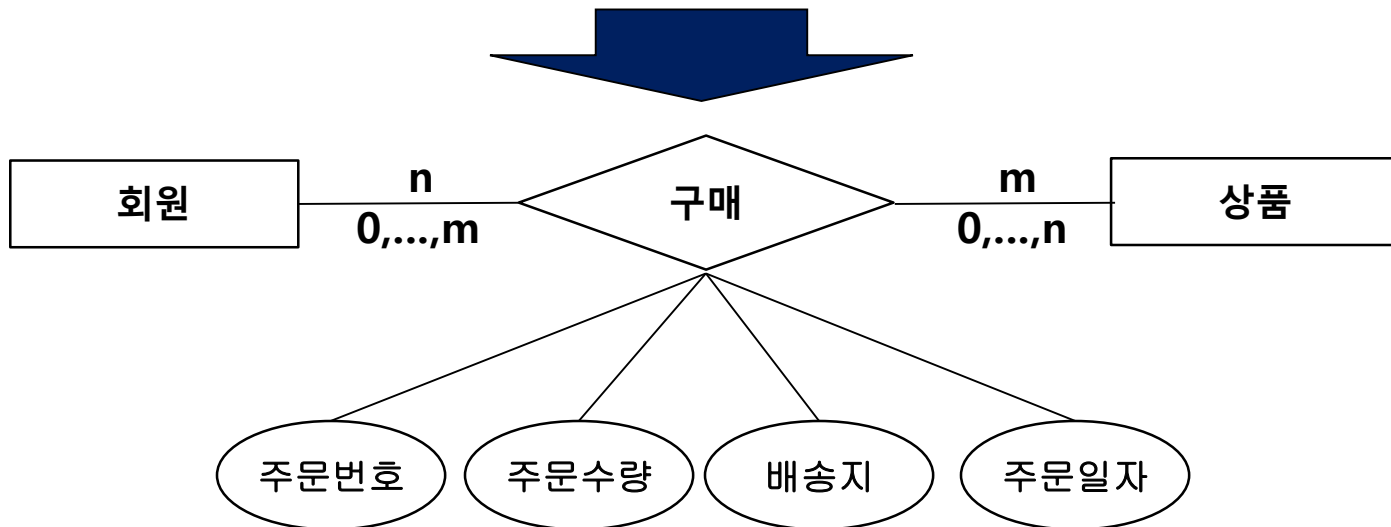 n
m
회원
구매
상품
0,...,m
0,...,n
주문번호
주문수량
배송지
주문일자